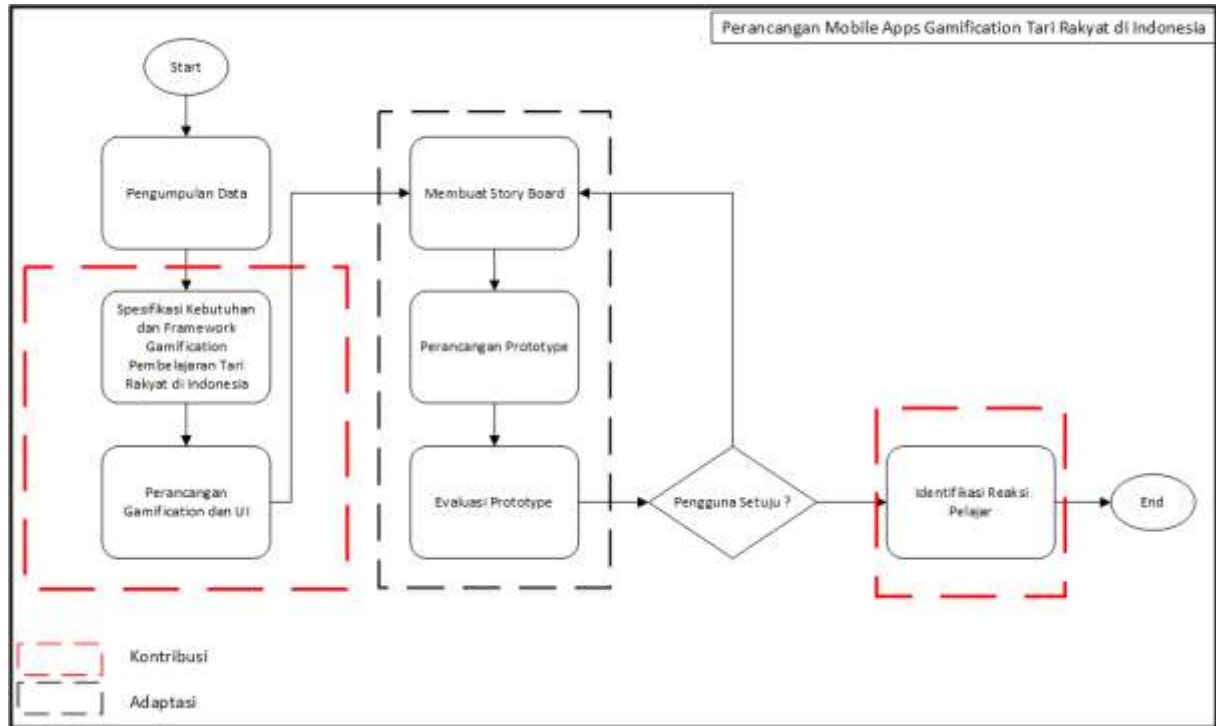 Perancangan Mobile Apps Gamification Tari Rakyat di Indonesia
Start
Pengumpulan Data
Spesifikasi Kebutuhan
dan Framework
Gamification
Pembelajaran Tari
Rakyat di Indonesia
Perancangan
Gamification dan UI
Membuat Story Board
Perancangan Prototype
Evaluasi Prototype
Pengguna Setuju ?
Identifikasi Reaksi
Pelajar
End
Kontribusi
Adaptasi